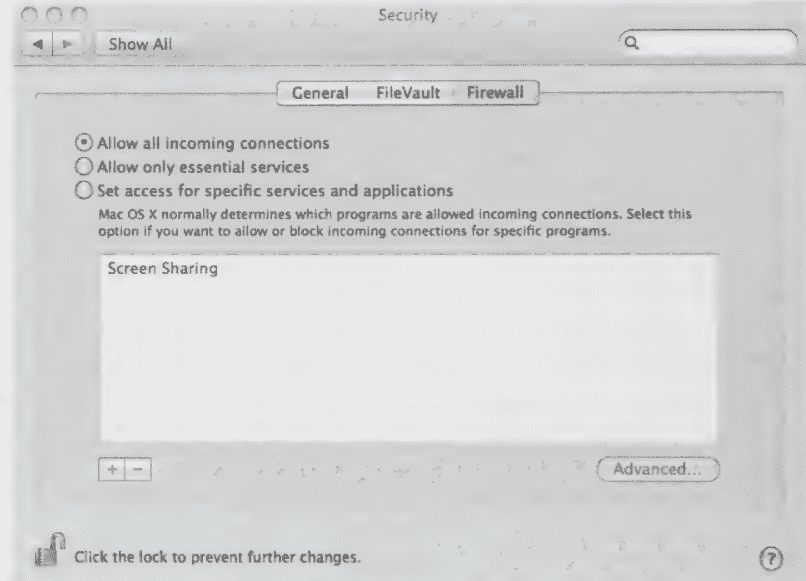 Security
Show All
General FileVault Firewall
Allow all incoming connections
Allow only essential services
Set access for specific services and applications
Mac OS X normally determines which programs are allowed incoming connections. Select this
option if you want to allow or block incoming connections for specific programs.
Screen Sharing
+ −
Advanced...
Click the lock to prevent further changes.
?